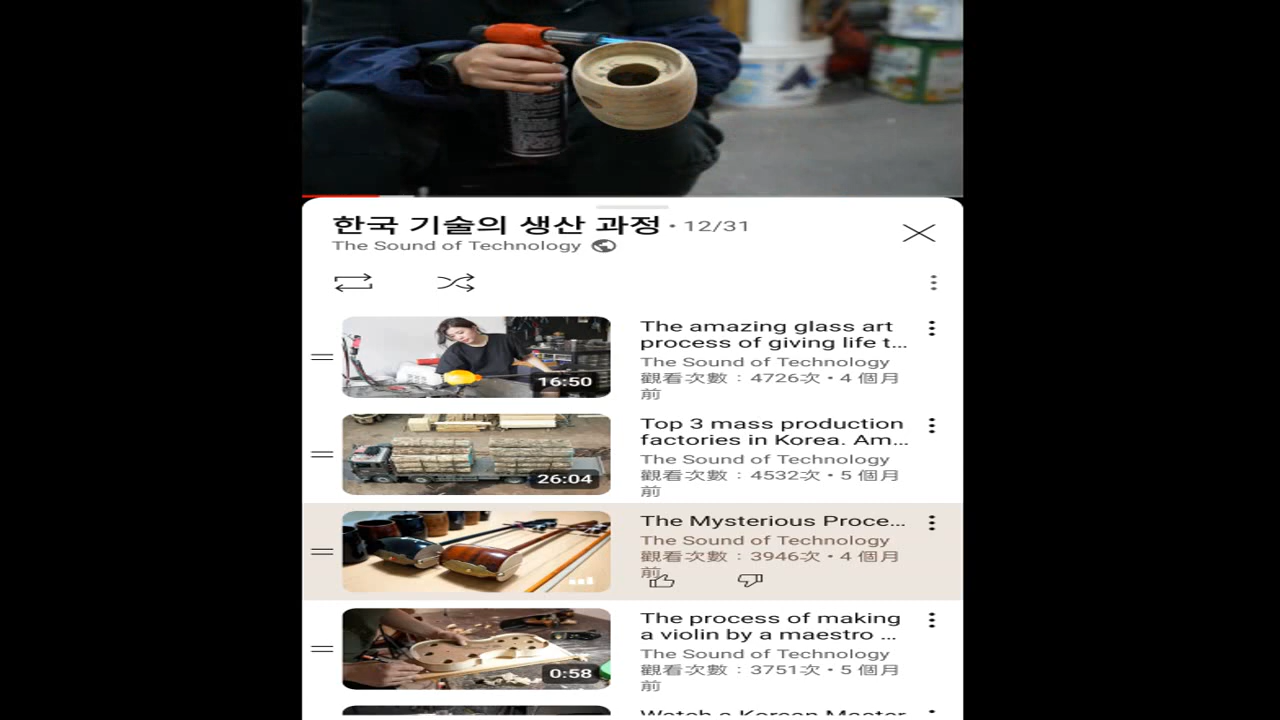 한국 기술의 생산 과정 • 12/31
The Sound of Technology
The amazing glass art
process of giving life t...
The Sound of Technology
觀看次數：4726次 • 4 個月
前
16:50
Top 3 mass production
factories in Korea. Am...
The Sound of Technology
觀看次數：4532次 • 5 個月
前
26:04
The Mysterious Proce...
The Sound of Technology
觀看次數：3946次 • 4 個月
前
The process of making
a violin by a maestro ...
The Sound of Technology
觀看次數：3751次 • 5 個月
前
0:58
Watch a Korean Master